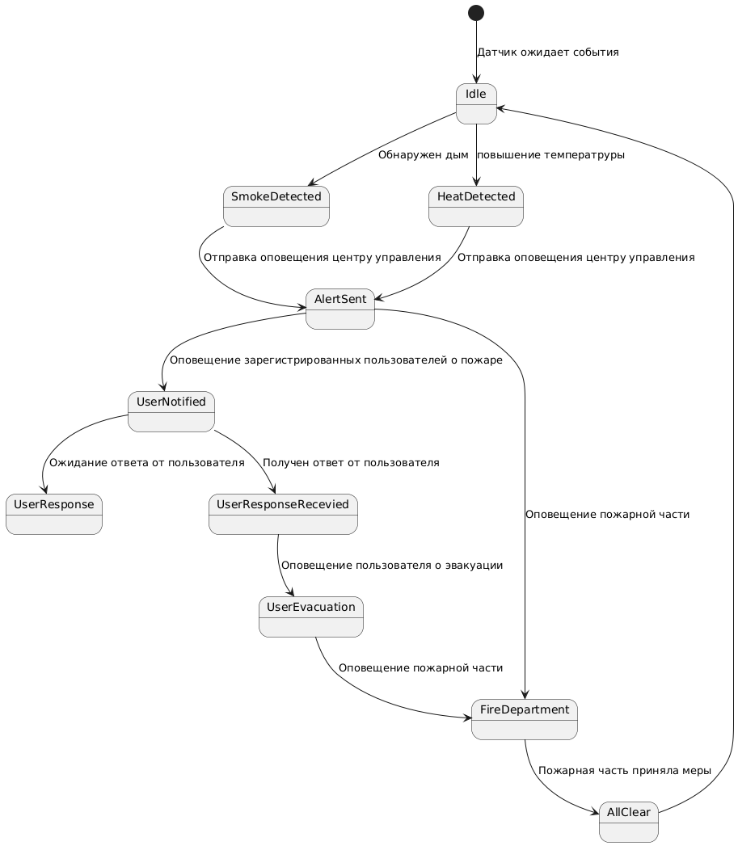 Датчик ожидает события
Idle
Обнаружен дым
повышение температруры
SmokeDetected
HeatDetected
Отправка оповещения центру управления
Отправка оповещения центру управления
AlertSent
Оповещение зарегистрированных пользователей о пожаре
UserNotified
Ожидание ответа от пользователя
Получен ответ от пользователя
UserResponse
UserResponseRecevied
Оповещение пожарной части
Оповещение пользователя о эвакуации
UserEvacuation
Оповещение пожарной части
FireDepartment
Пожарная часть приняла меры
AllClear